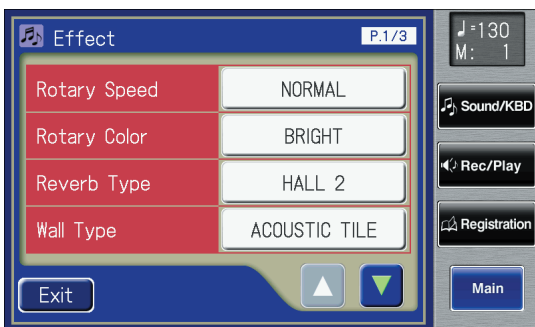 Effect
P.1/3
Rotary Speed NORMAL
Rotary Color BRIGHT
Reverb Type HALL 2
Wall Type ACOUSTIC TILE
Exit
♩=130
M: 1
Sound/KBD
Rec/Play
Registration
Main